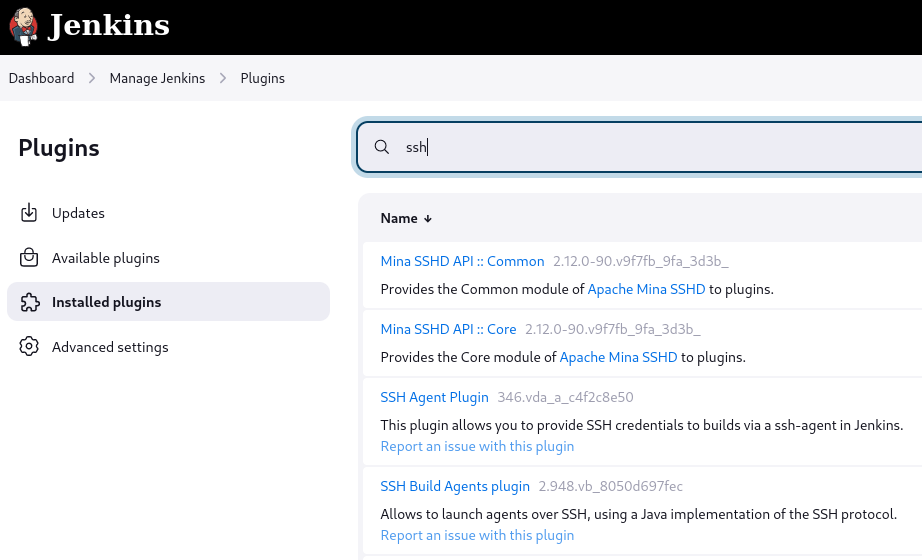 Jenkins
Dashboard > Manage Jenkins > Plugins
Plugins
Updates
Available plugins
Installed plugins
Advanced settings
ssh
Name ↓
Mina SSHD API :: Common 2.12.0-90.v9f7fb_9fa_3d3b_
Provides the Common module of Apache Mina SSHD to plugins.
Mina SSHD API :: Core 2.12.0-90.v9f7fb_9fa_3d3b_
Provides the Core module of Apache Mina SSHD to plugins.
SSH Agent Plugin 346.vda_a_c4f2c8e50
This plugin allows you to provide SSH credentials to builds via a ssh-agent in Jenkins.
Report an issue with this plugin
SSH Build Agents plugin 2.948.vb_8050d697fec
Allows to launch agents over SSH, using a Java implementation of the SSH protocol.
Report an issue with this plugin